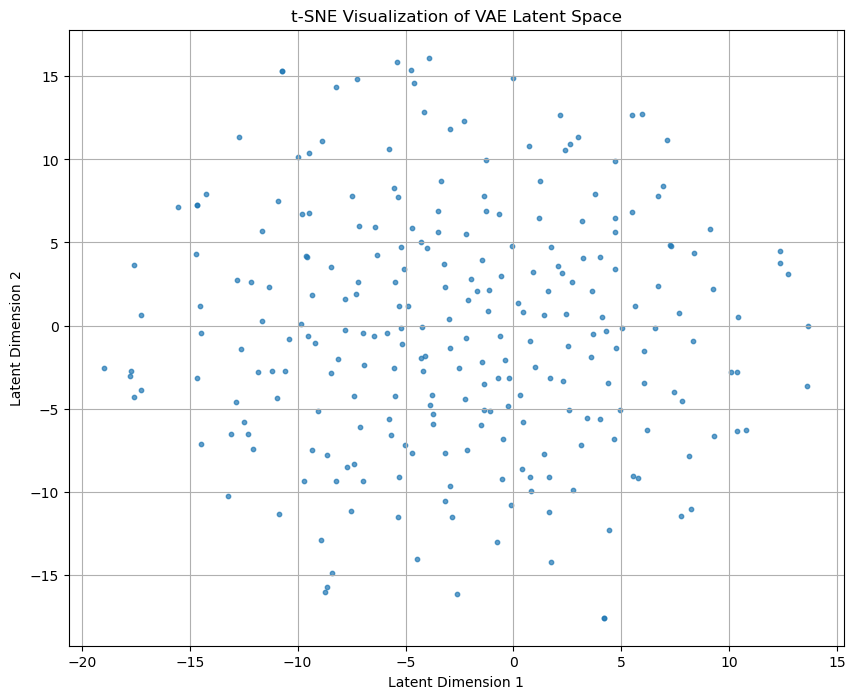 t-SNE Visualization of VAE Latent Space
15
10
5
0
−5
−10
−15
Latent Dimension 2
−20 −15 −10 −5 0 5 10 15
Latent Dimension 1